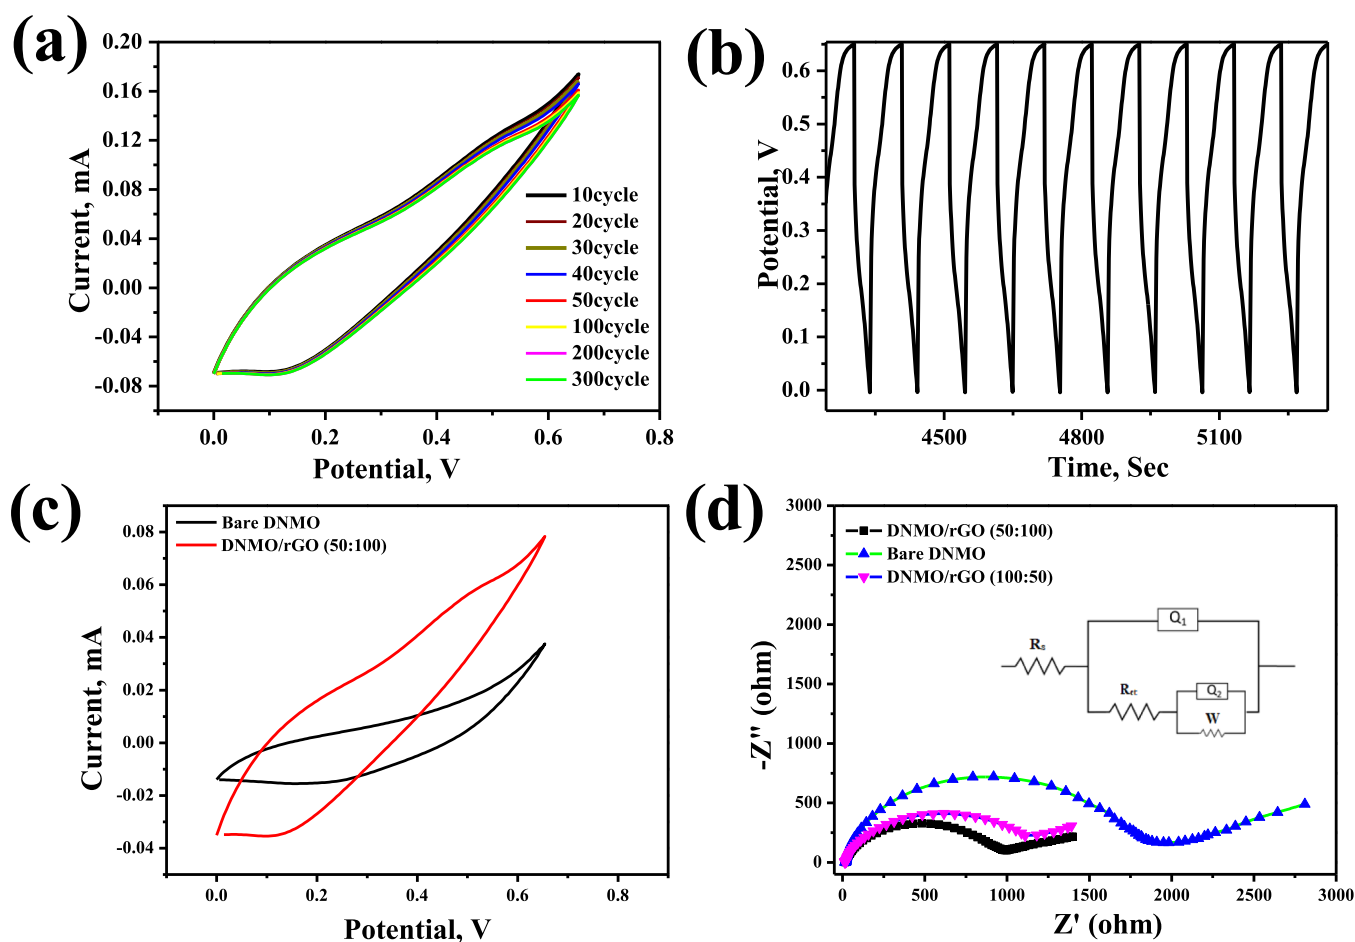 (a)
0.20
0.16
0.12
0.08
0.04
0.00
-0.04
-0.08
Current, mA
0.0
0.2
0.4
0.6
0.8
Potential, V
10cycle
20cycle
30cycle
40cycle
50cycle
100cycle
200cycle
300cycle
(b)
0.6
0.5
0.4
0.3
0.2
0.1
0.0
Potential, V
4500
4800
5100
Time, Sec
(c)
Bare DNMO
DNMO/rGO (50:100)
0.08
0.06
0.04
0.02
0.00
-0.02
-0.04
Current, mA
0.0
0.2
0.4
0.6
Potential, V
(d)
3000
2500
2000
1500
1000
500
0
-Z" (ohm)
DNMO/rGO (50:100)
Bare DNMO
DNMO/rGO (100:50)
Rs
Q1
Q2
W
0
500
1000
1500
2000
2500
3000
Z' (ohm)